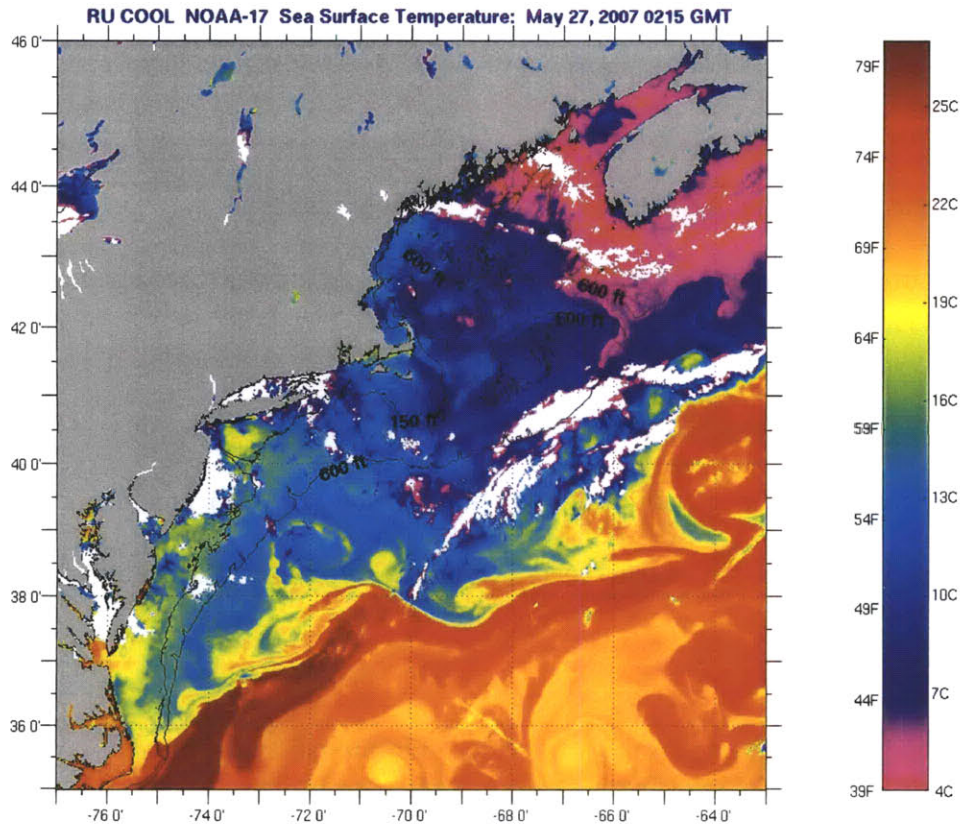 RU COOL NOAA-17 Sea Surface Temperature: May 27, 2007 0215 GMT
46 0'
44 0'
42 0'
40 0'
38 0'
36 0'
-76 0'
-74 0'
-72 0'
-70 0'
-68 0'
-66 0'
-64 0'
600 ft
600 ft
600 ft
150 ft
600 ft
79F
74F
69F
64F
59F
54F
49F
44F
39F
25C
22C
19C
16C
13C
10C
7C
4C